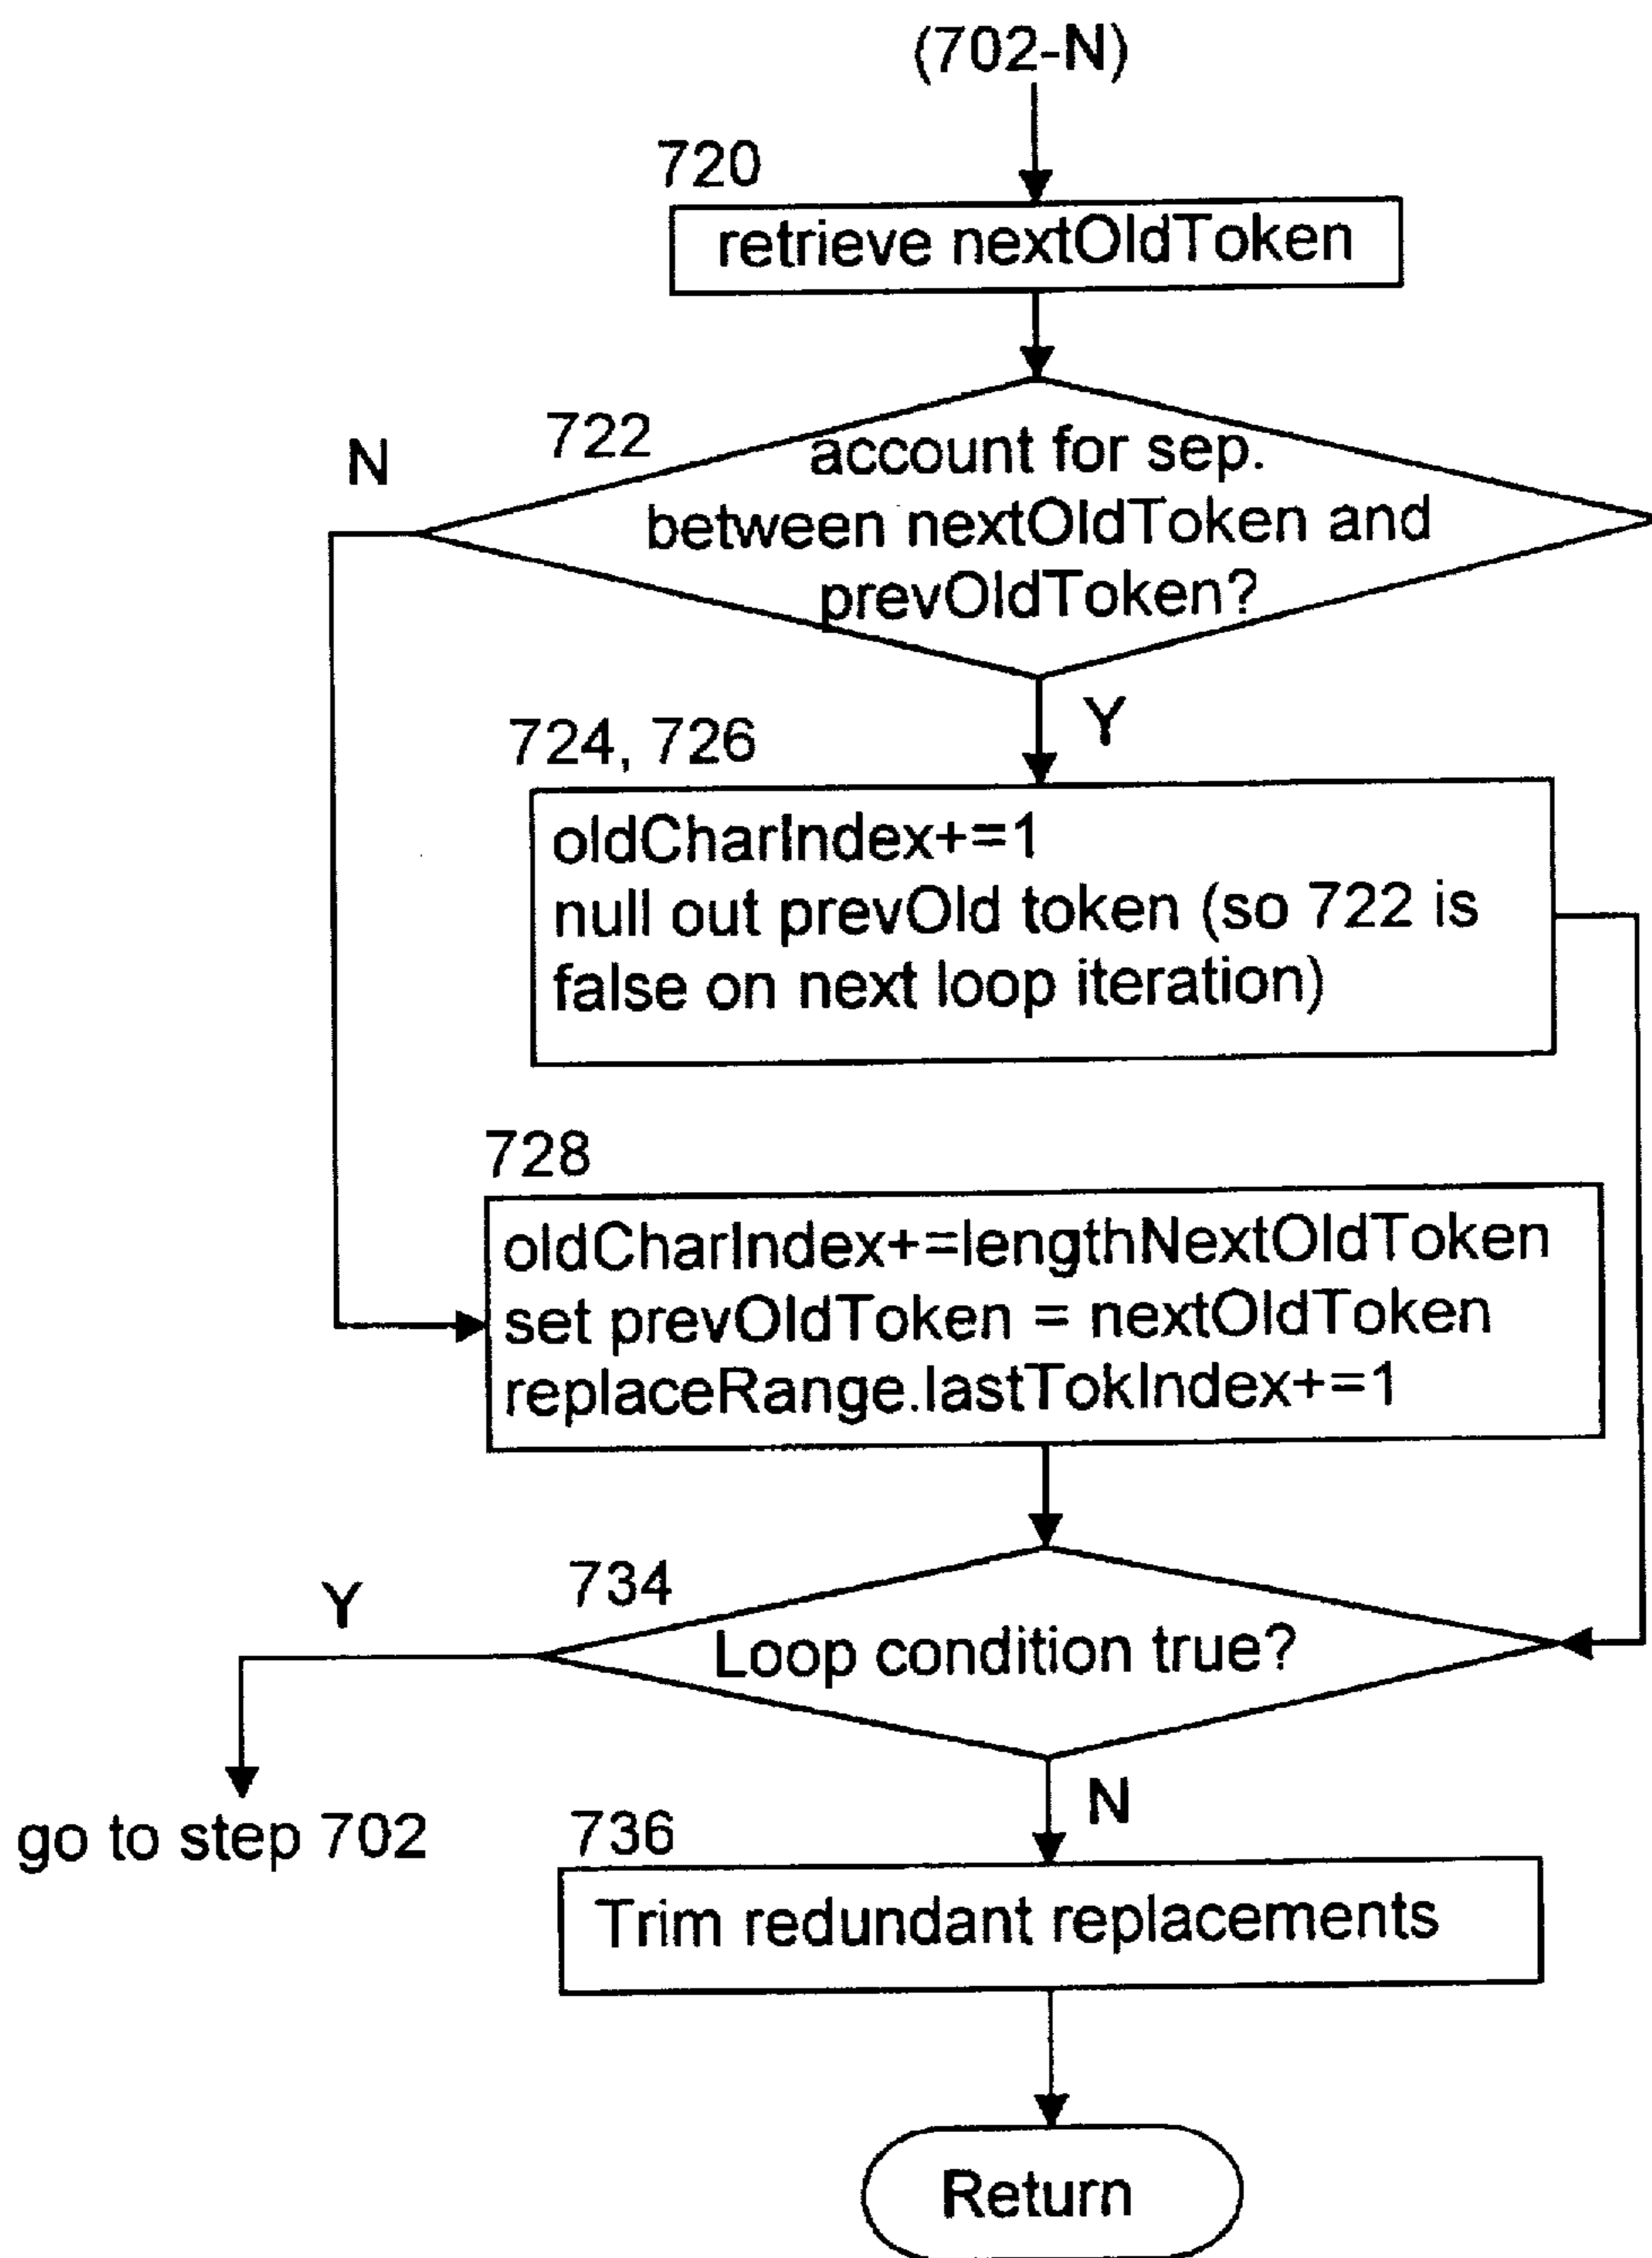 (702-N)
720
retrieve nextOldToken
722
N
account for sep.
between nextOldToken and
prevOldToken?
Y
724, 726
oldCharIndex+=1
null out prevOld token (so 722 is
false on next loop iteration)
728
oldCharIndex+=lengthNextOldToken
set prevOldToken = nextOldToken
replaceRange.lastTokIndex+=1
734
Y
Loop condition true?
N
go to step 702
736
Trim redundant replacements
Return